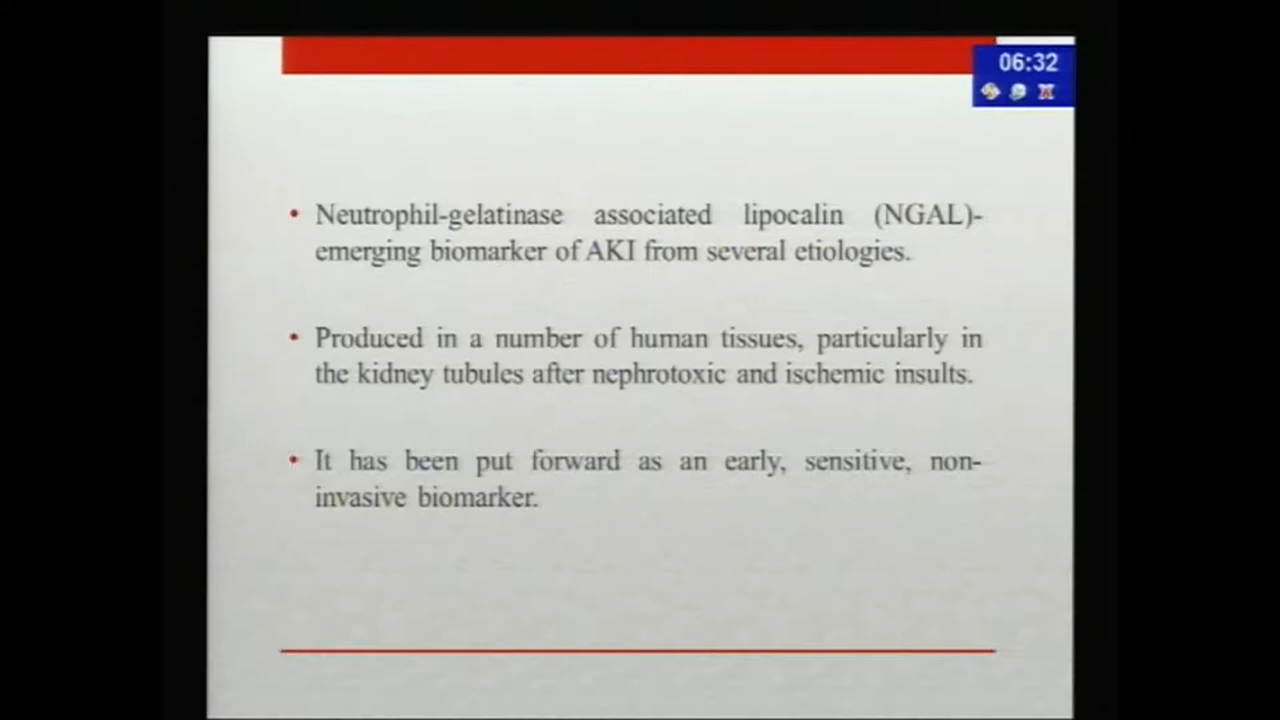 06:32
• Neutrophil-gelatinase associated lipocalin (NGAL)-
emerging biomarker of AKI from several etiologies.
• Produced in a number of human tissues, particularly in
the kidney tubules after nephrotoxic and ischemic insults.
• It has been put forward as an early, sensitive, non-
invasive biomarker.